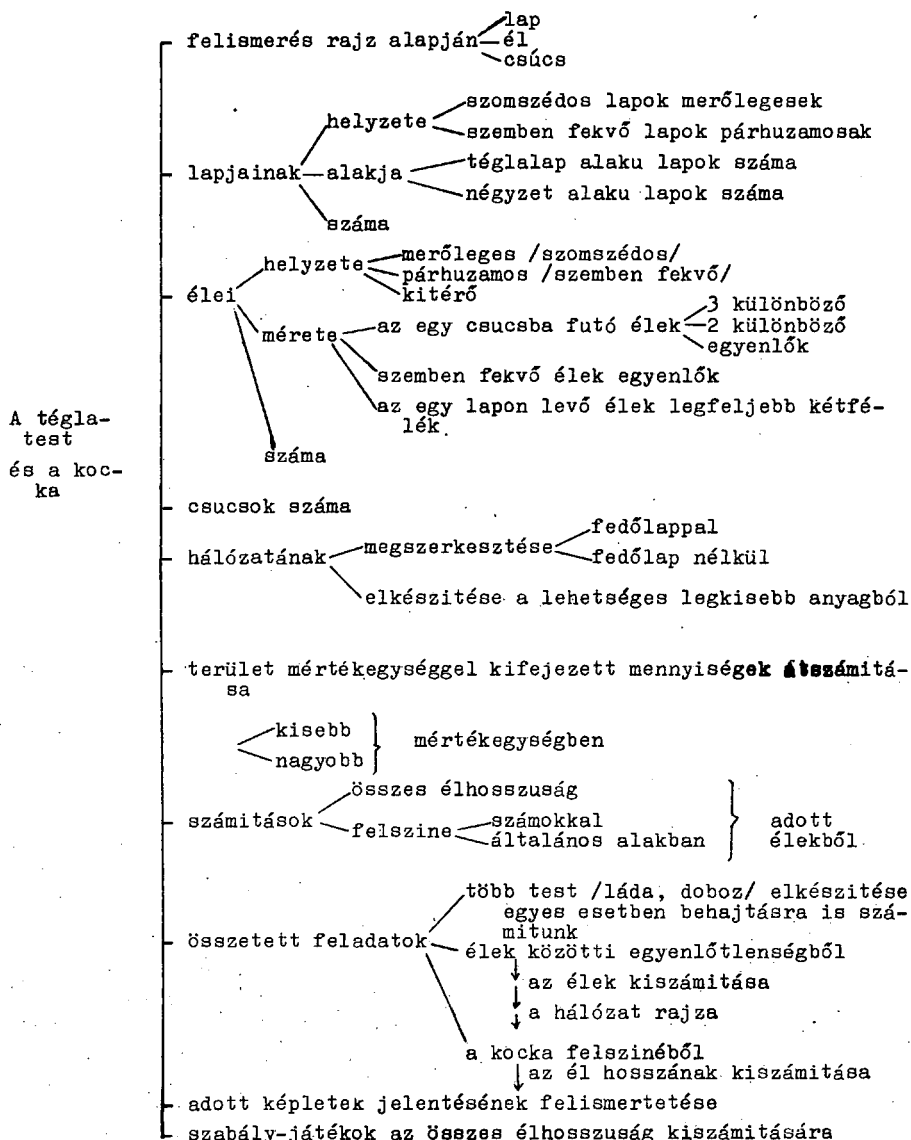 felismerés rajz alapján
lap
él
csúcs
lapjainak
helyzete
szomszédos lapok merőlegesek
szemben fekvő lapok párhuzamosak
alakja
téglalap alaku lapok száma
négyzet alaku lapok száma
száma
élei
helyzete
merőleges /szomszédos/
párhuzamos /szemben fekvő/
kitérő
mérete
az egy csucsba futó élek
3 különböző
2 különböző
egyenlők
szemben fekvő élek egyenlők
az egy lapon levő élek legfeljebb kétfé-
lék.
száma
A tégla-
test
és a koc-
ka
csucsok száma
hálózatának
megszerkesztése
fedőlappal
fedőlap nélkül
elkészitése a lehetséges legkisebb anyagból
terület mértékegységgel kifejezett mennyiségek átszámitá-
sa
kisebb
nagyobb
mértékegységben
számitások
összes élhosszuság
felszine
számokkal
általános alakban
adott
élekből
összetett feladatok
több test /láda, doboz/ elkészitése
egyes esetben behajtásra is szá-
mitunk
élek közötti egyenlőtlenségből
az élek kiszámitása
a hálózat rajza
a kocka felszinéből
az él hosszának kiszámitása
adott képletek jelentésének felismertetése
szabály-játékok az összes élhosszuság kiszámitására